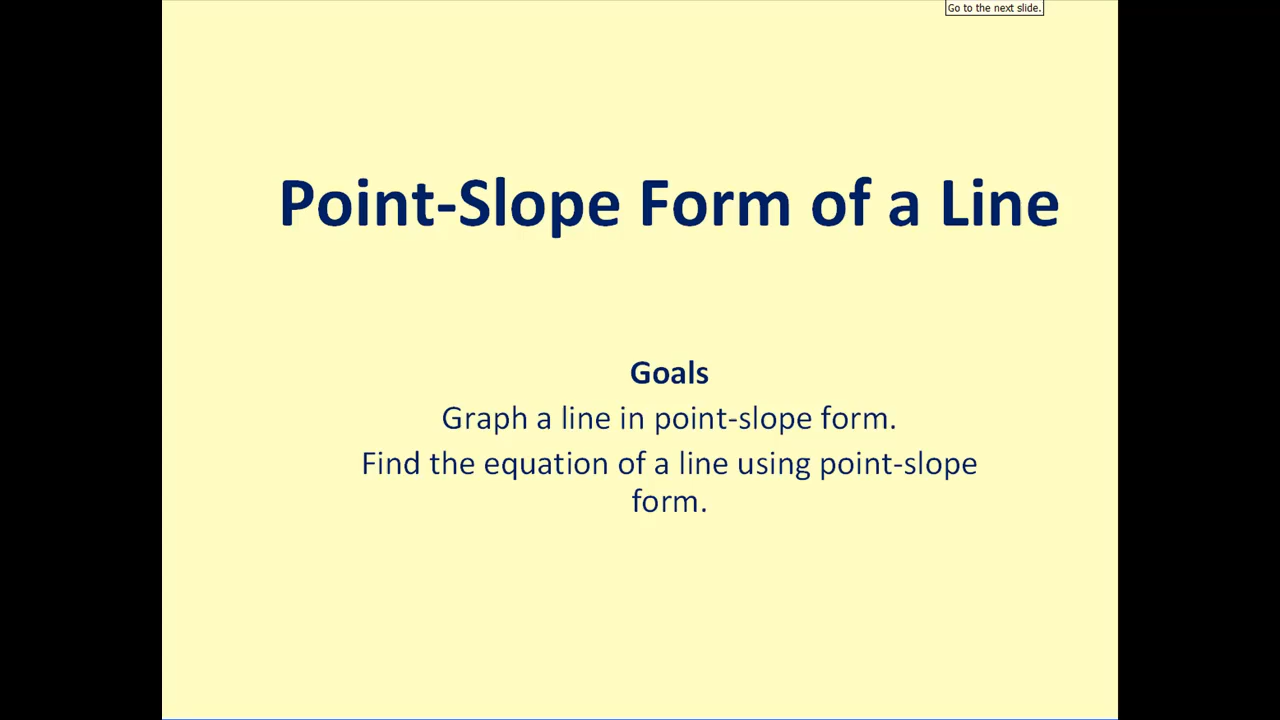 Go to the next slide.
Point-Slope Form of a Line
Goals
Graph a line in point-slope form.
Find the equation of a line using point-slope
form.